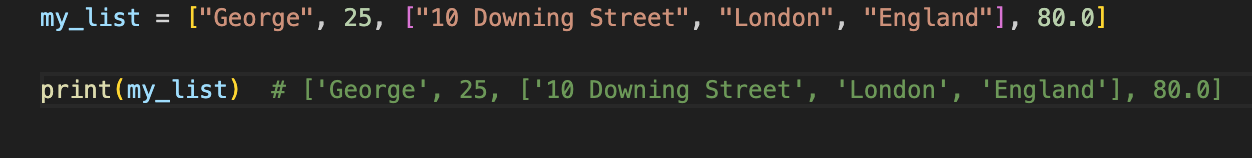 my_list = ["George", 25, ["10 Downing Street", "London", "England"], 80.0]
print(my_list)  # ['George', 25, ['10 Downing Street', 'London', 'England'], 80.0]